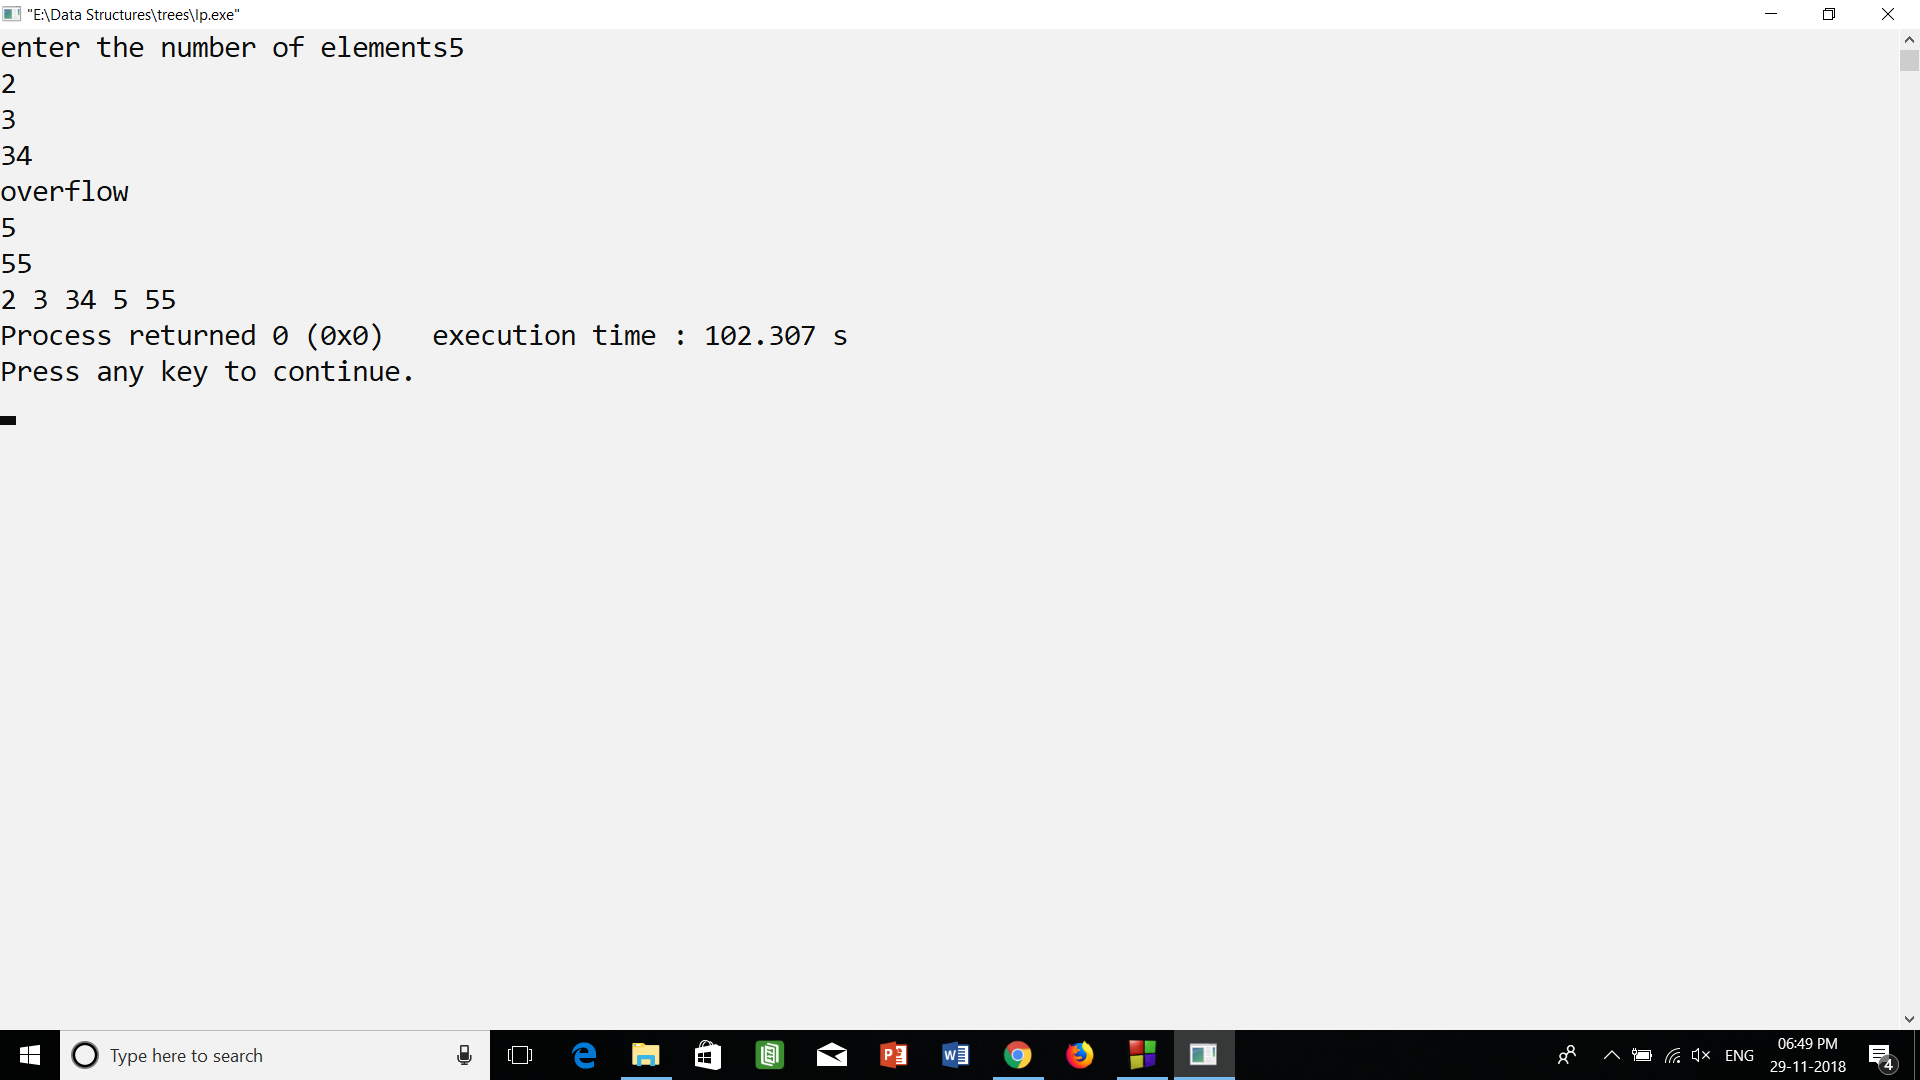 "E:\Data Structures\trees\lp.exe"
enter the number of elements5
2
3
34
overflow
5
55
2 3 34 5 55
Process returned 0 (0x0)   execution time : 102.307 s
Press any key to continue.
Type here to search
ENG
06:49 PM
29-11-2018
4